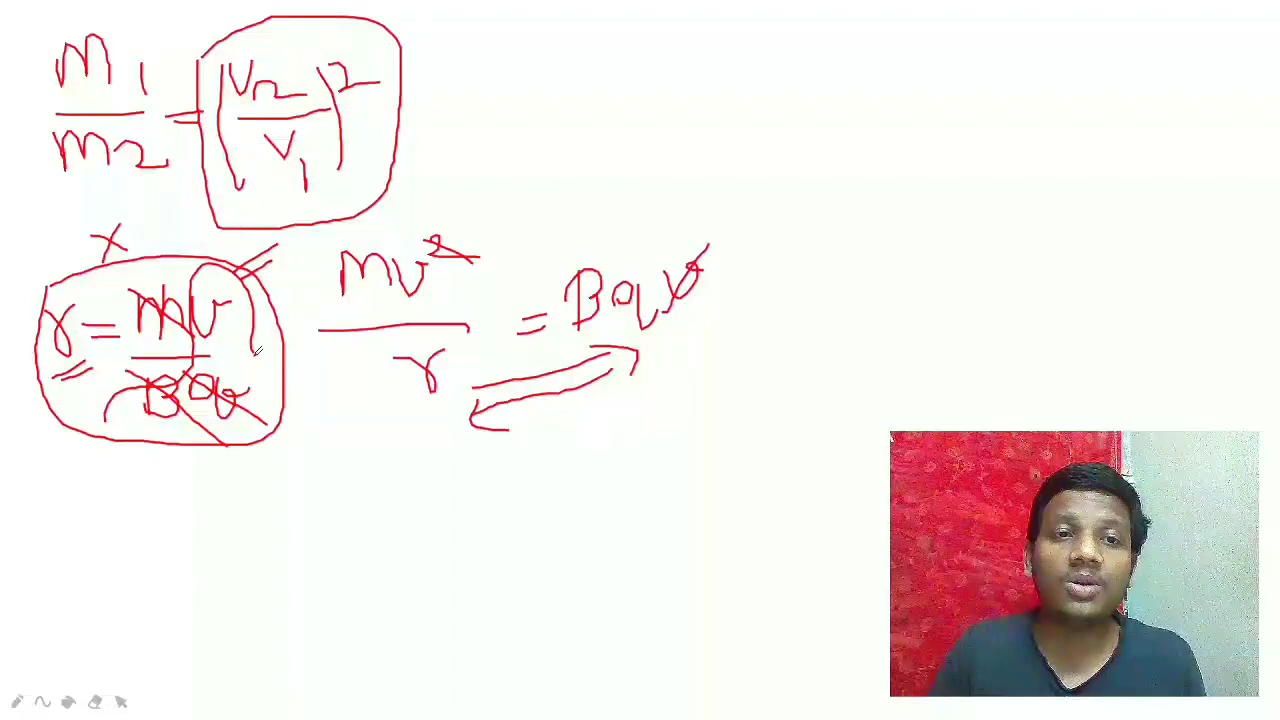 m1/m2 = (V2/V1)^2
x
r = mv/Bq
mv^2/r = Bqv